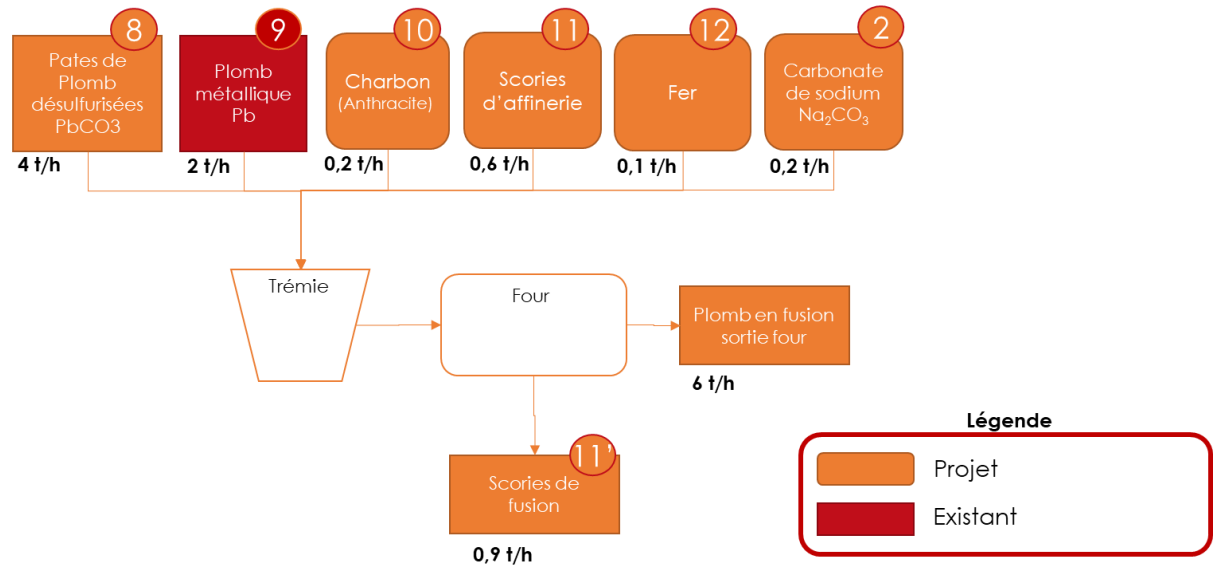 8
Pates de
Plomb
désulfurisées
PbCO3
4 t/h
9
Plomb
métallique
Pb
2 t/h
10
Charbon
(Anthracite)
0,2 t/h
11
Scories
d'affinerie
0,6 t/h
12
Fer
0,1 t/h
2
Carbonate
de sodium
Na₂CO₃
0,2 t/h
Trémie
Four
Plomb en fusion
sortie four
6 t/h
11'
Scories de
fusion
0,9 t/h
Légende
Projet
Existant